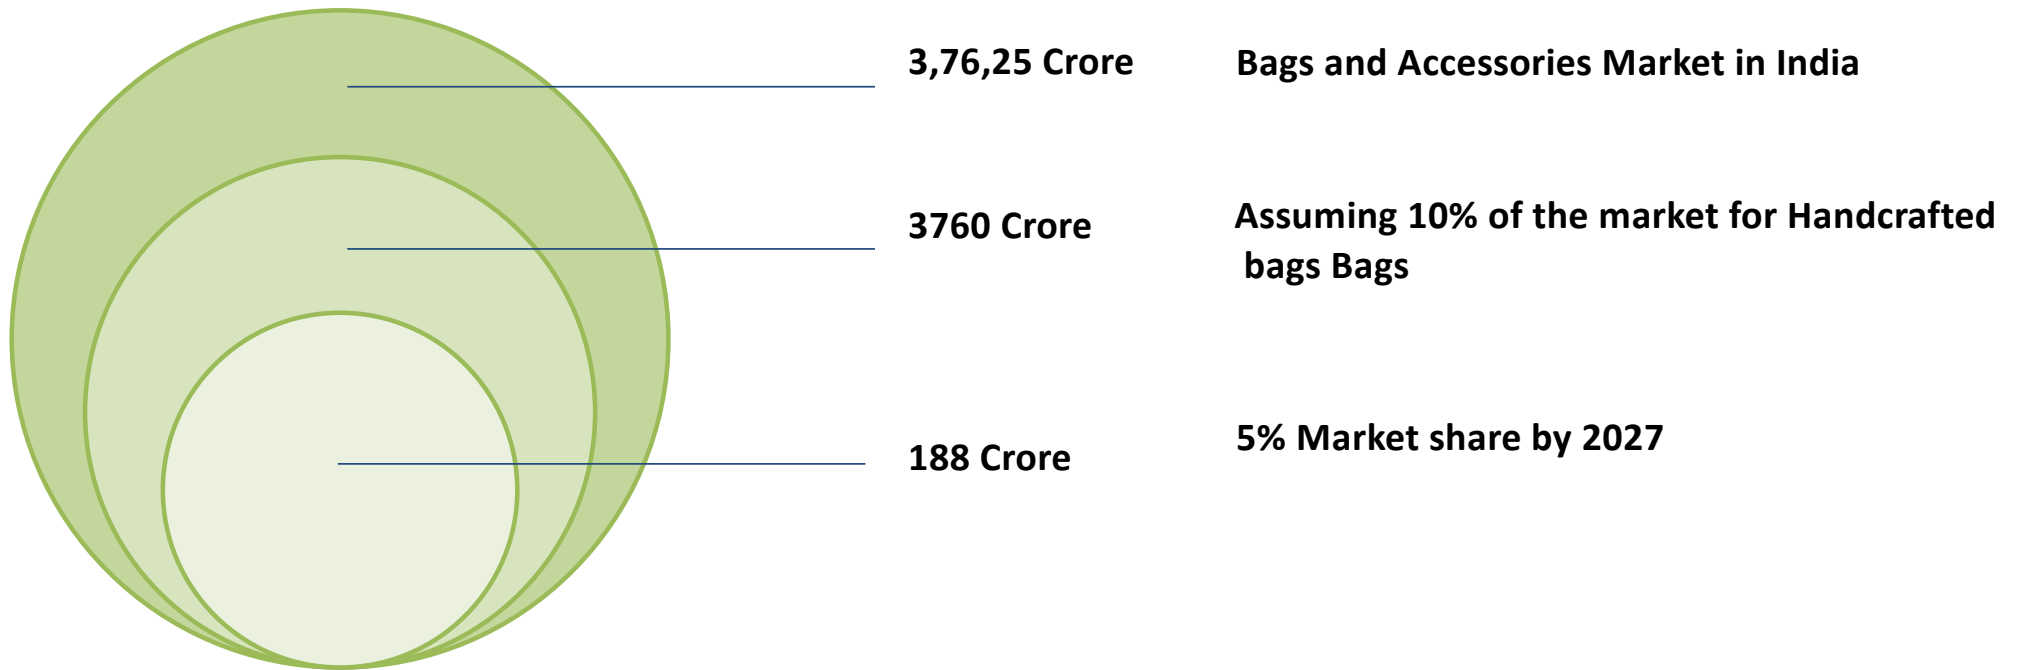 3,76,25 Crore
Bags and Accessories Market in India
3760 Crore
Assuming 10% of the market for Handcrafted
bags Bags
188 Crore
5% Market share by 2027